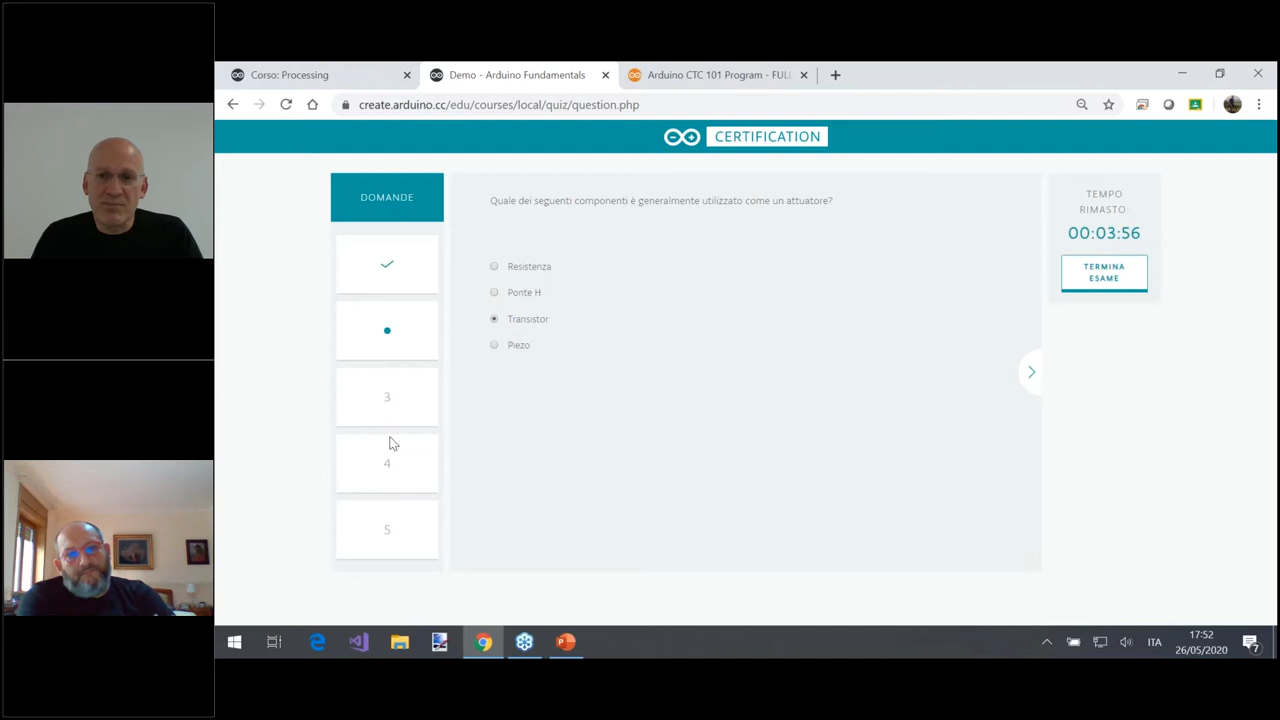 Corso: Processing
Demo - Arduino Fundamentals
Arduino CTC 101 Program - FULL
create.arduino.cc/edu/courses/local/quiz/question.php
CERTIFICATION
DOMANDE
3
4
5
Quale dei seguenti componenti è generalmente utilizzato come un attuatore?
Resistenza
Ponte H
Transistor
Piezo
TEMPO
RIMASTO:
00:03:56
TERMINA
ESAME
ITA
17:52
26/05/2020
7